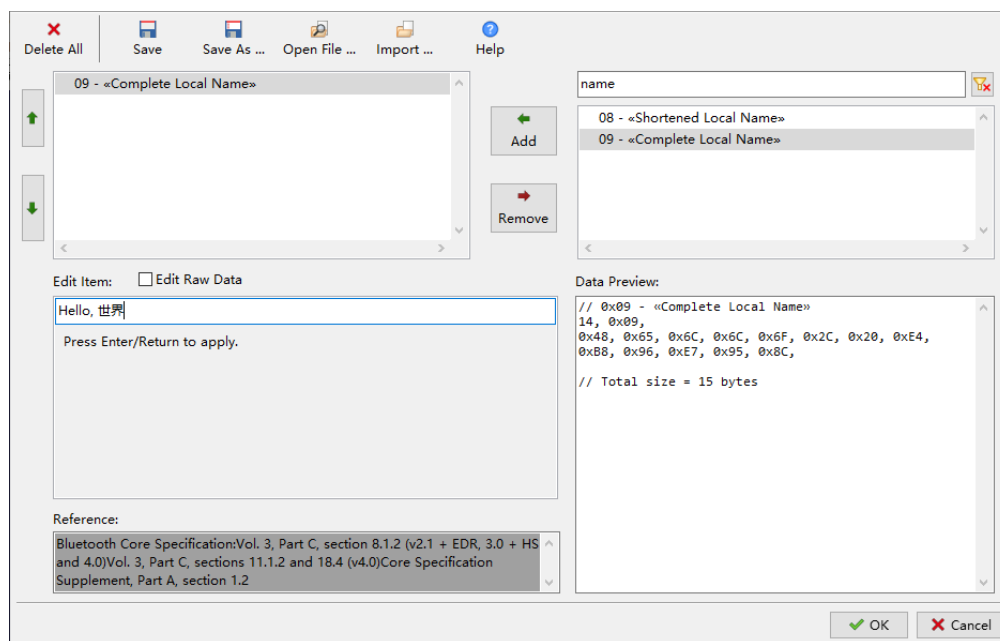 Delete All
Save
Save As ...
Open File ...
Import ...
Help
09 - «Complete Local Name»
Add
Remove
name
08 - «Shortened Local Name»
09 - «Complete Local Name»
Edit Item:
Edit Raw Data
Hello, 世界
Press Enter/Return to apply.
Data Preview:
// 0x09 - «Complete Local Name»
14, 0x09,
0x48, 0x65, 0x6C, 0x6C, 0x6F, 0x2C, 0x20, 0xE4,
0xB8, 0x96, 0xE7, 0x95, 0x8C,
// Total size = 15 bytes
Reference:
Bluetooth Core Specification:Vol. 3, Part C, section 8.1.2 (v2.1 + EDR, 3.0 + HS
and 4.0)Vol. 3, Part C, sections 11.1.2 and 18.4 (v4.0)Core Specification
Supplement, Part A, section 1.2
OK
Cancel